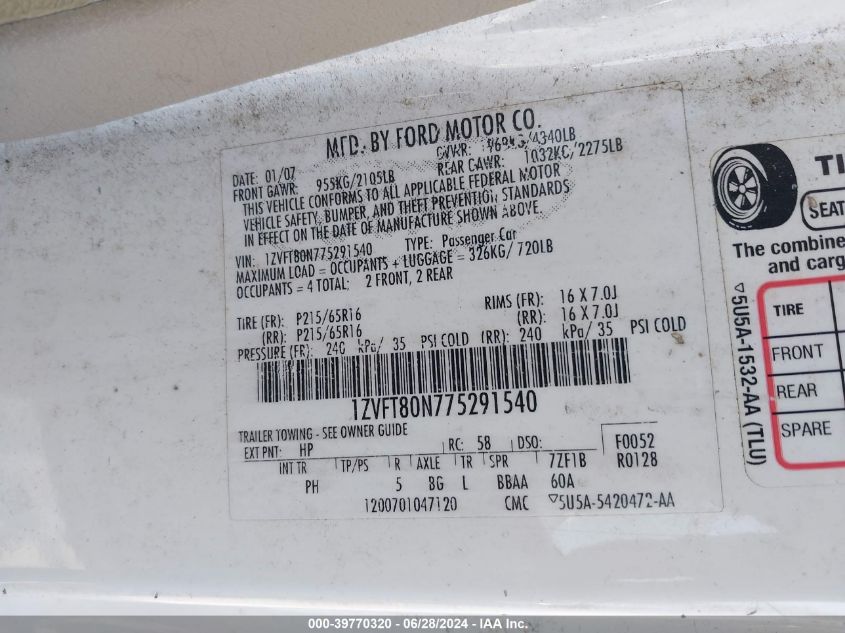 MFD. BY FORD MOTOR CO.
DATE: 01/07 GVWR: /4340LB
FRONT GAWR: 955KG/2105LB REAR GAWR: 1032KG/2275LB
THIS VEHICLE CONFORMS TO ALL APPLICABLE FEDERAL MOTOR
VEHICLE SAFETY, BUMPER, AND THEFT PREVENTION STANDARDS
IN EFFECT ON THE DATE OF MANUFACTURE SHOWN ABOVE.
VIN: 1ZVFT80N775291540 TYPE: Passenger Car
MAXIMUM LOAD = OCCUPANTS + LUGGAGE = 326KG/ 720LB
OCCUPANTS = 4 TOTAL: 2 FRONT, 2 REAR
TIRE (FR): P215/65R16 RIMS (FR): 16 X 7.0J
(RR): P215/65R16 (RR): 16 X 7.0J
PRESSURE (FR): 240 kPa/ 35 PSI COLD (RR): 240 kPa/ 35 PSI COLD
1ZVFT80N775291540
TRAILER TOWING - SEE OWNER GUIDE
EXT PNT: HP RC: 58 DSO: F0052
INT TR TP/PS R AXLE TR SPR 7ZF1B R0128
PH 5 BG L BBAA 60A
1200701047120 CMC ▽5U5A-5420472-AA
TI
SEAT
The combine
and carg
TIRE
FRONT
REAR
SPARE
▽5U5A-1532-AA (TLU)
000-39770320 - 06/28/2024 - IAA Inc.